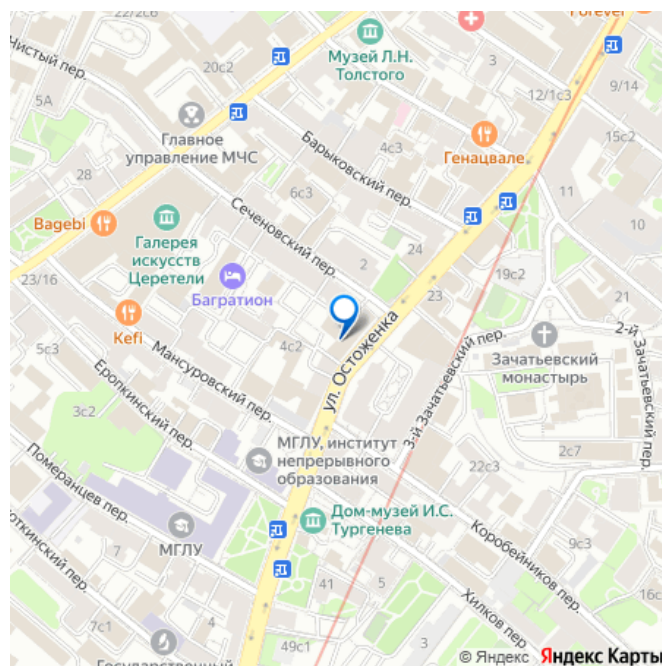 22/2с6
Forever
Чистый пер.
Музей Л.Н.
Толстого
3
20с2
9/14
12/1с3
5А
Главное
управление МЧС
15с2
4с3
Генацвале
Барыковский пер.
28
6с3
11
Bagebi
Сеченовский пер.
Галерея
искусств
Церетели
2
24
10
23/16
Багратион
19с2
23
21
Kefi
ул. Остоженка
2-й Зачатьевский пер.
5с3
4с2
Зачатьевский
монастырь
Мансуровский пер.
3-й Зачатьевский пер.
Еропкинский пер.
3с2
МГЛУ, институт
непрерывного
образования
2с7
22с3
Померанцев пер.
Дом-музей И.С.
Тургенева
МГЛУ
Коробейников пер.
9с3
7
4
41
5
Хилков пер.
16с
7с1
3
3
Государственный
49с1
© Яндекс Яндекс Карты